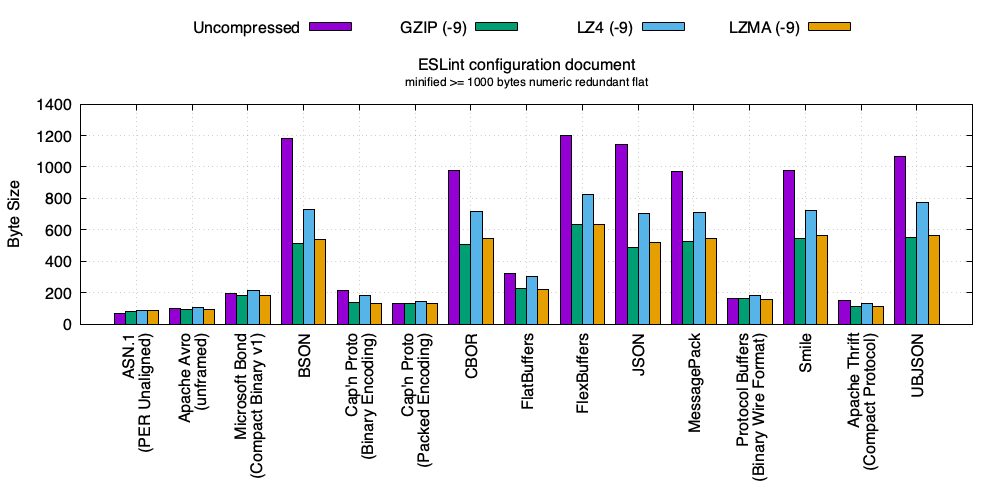 Uncompressed GZIP (-9) LZ4 (-9) LZMA (-9)
ESLint configuration document
minified >= 1000 bytes numeric redundant flat
Byte Size
1400
1200
1000
800
600
400
200
0
ASN.1
(PER Unaligned)
Apache Avro
(unframed)
Microsoft Bond
(Compact Binary v1)
BSON
Cap'n Proto
(Binary Encoding)
Cap'n Proto
(Packed Encoding)
CBOR
FlatBuffers
FlexBuffers
JSON
MessagePack
Protocol Buffers
(Binary Wire Format)
Smile
Apache Thrift
(Compact Protocol)
UBJSON